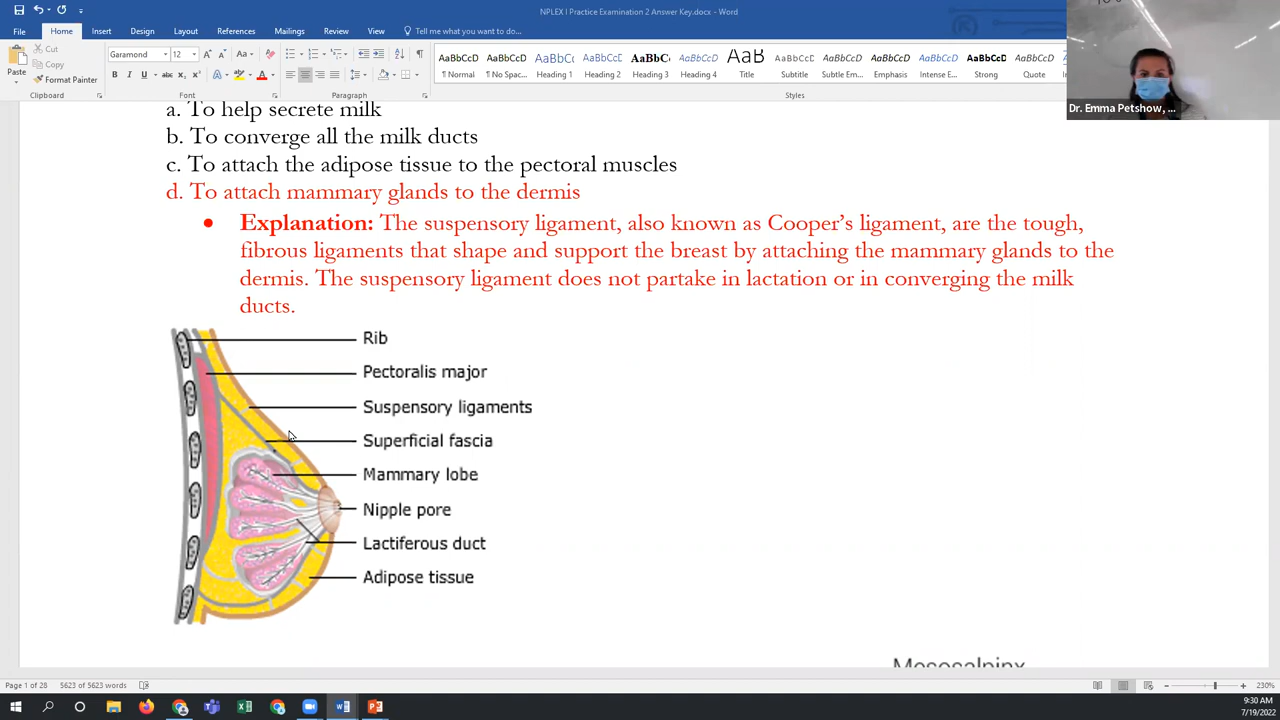 NPLEX I Practice Examination 2 Answer Key.docx - Word
File Home Insert Design Layout References Mailings Review View Tell me what you want to do...
Cut
Copy
Format Painter
Paste
Garamond 12
Clipboard Font Paragraph Styles
AaBbCcD AaBbCcD AaBbC AaBbCcD AaBbC AaBbCcD AaB AaBbCcD AaBbCcD AaBbCcD AaBbCcD AaBbCcD AaBbCcD
¶ Normal ¶ No Spac... Heading 1 Heading 2 Heading 3 Heading 4 Title Subtitle Subtle Em... Emphasis Intense E... Strong Quote
Dr. Emma Petshow, ...
a. To help secrete milk
b. To converge all the milk ducts
c. To attach the adipose tissue to the pectoral muscles
d. To attach mammary glands to the dermis
• Explanation: The suspensory ligament, also known as Cooper's ligament, are the tough,
fibrous ligaments that shape and support the breast by attaching the mammary glands to the
dermis. The suspensory ligament does not partake in lactation or in converging the milk
ducts.
Rib
Pectoralis major
Suspensory ligaments
Superficial fascia
Mammary lobe
Nipple pore
Lactiferous duct
Adipose tissue
Mesosalpinx
Page 1 of 28 5623 of 5623 words 230%
9:30 AM
7/19/2022